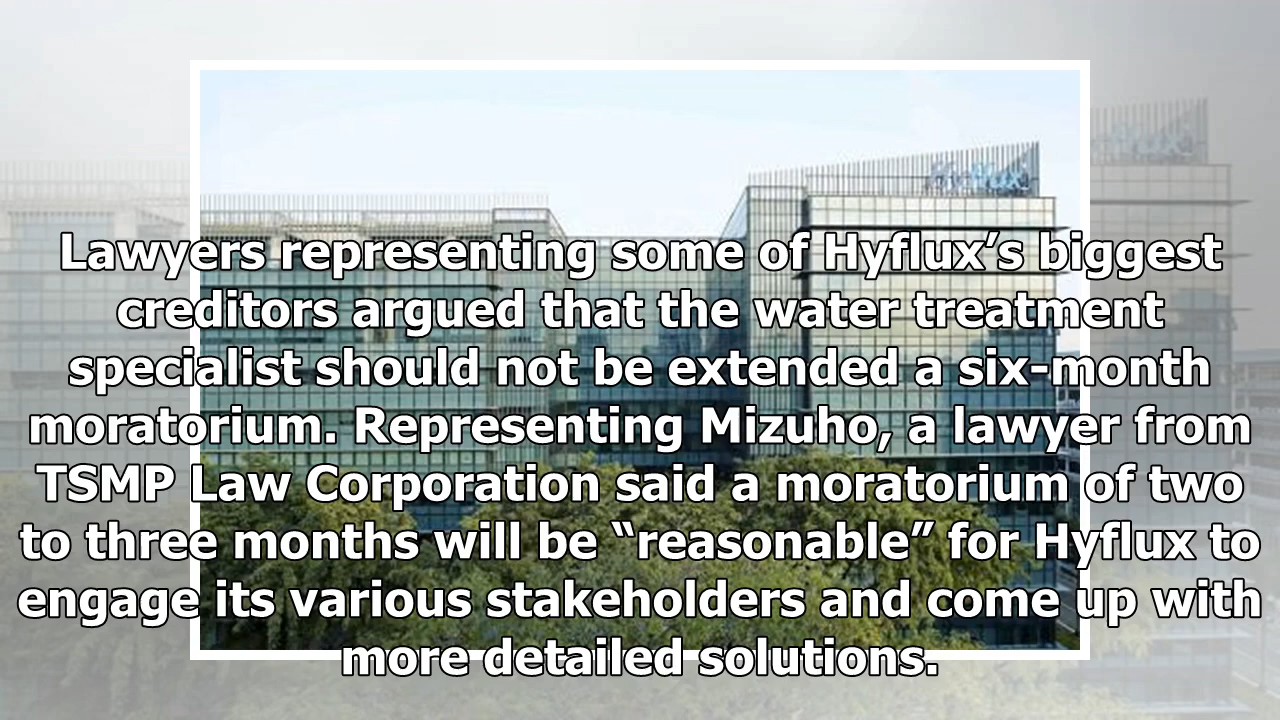 Hyflux
Lawyers representing some of Hyflux’s biggest
creditors argued that the water treatment
specialist should not be extended a six-month
moratorium. Representing Mizuho, a lawyer from
TSMP Law Corporation said a moratorium of two
to three months will be “reasonable” for Hyflux to
engage its various stakeholders and come up with
more detailed solutions.